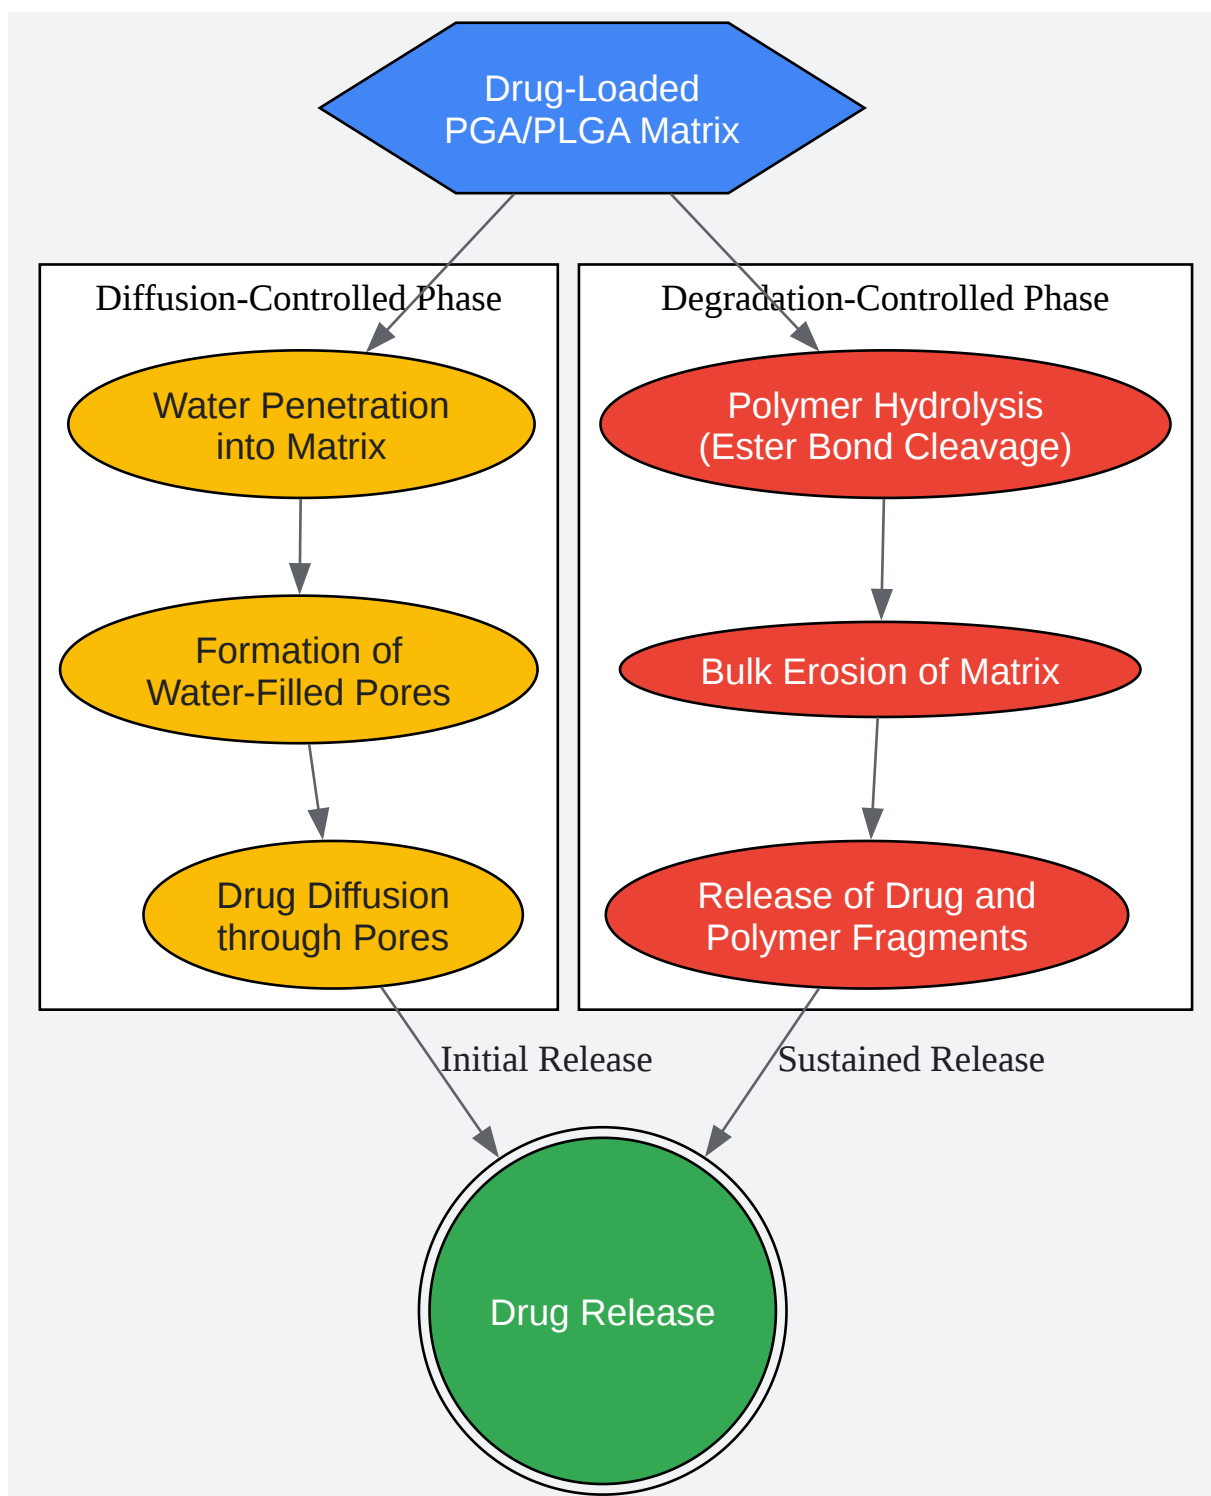 Drug-Loaded
PGA/PLGA Matrix
Diffusion-Controlled Phase
Water Penetration
into Matrix
Formation of
Water-Filled Pores
Drug Diffusion
through Pores
Degradation-Controlled Phase
Polymer Hydrolysis
(Ester Bond Cleavage)
Bulk Erosion of Matrix
Release of Drug and
Polymer Fragments
Initial Release
Sustained Release
Drug Release